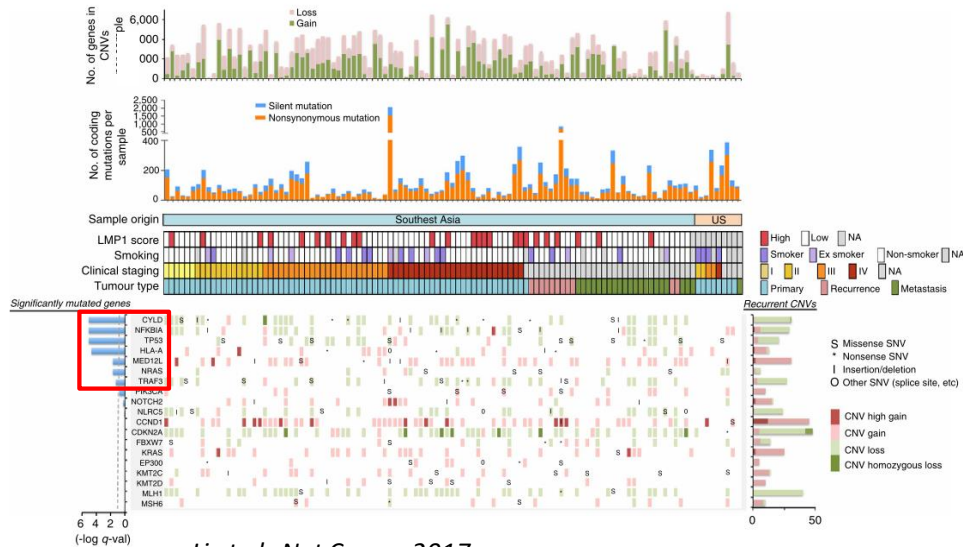 No. of genes in CNVs ple
6,000
000
000
0
Loss
Gain
No. of coding mutations per sample
2,500
2,000
1,500
1,000
500
400
200
0
Silent mutation
Nonsynonymous mutation
Sample origin Southest Asia US
LMP1 score
Smoking
Clinical staging
Tumour type
High Low NA
Smoker Ex smoker Non-smoker NA
I II III IV NA
Primary Recurrence Metastasis
Significantly mutated genes
Recurrent CNVs
CYLD
NFKBIA
TP53
HLA-A
MED12L
NRAS
TRAF3
PIK3CA
NOTCH2
NLRC5
CCND1
CDKN2A
FBXW7
KRAS
EP300
KMT2C
KMT2D
MLH1
MSH6
S Missense SNV
* Nonsense SNV
I Insertion/deletion
O Other SNV (splice site, etc)
CNV high gain
CNV gain
CNV loss
CNV homozygous loss
6 4 2 0
(-log q-val)
0 50